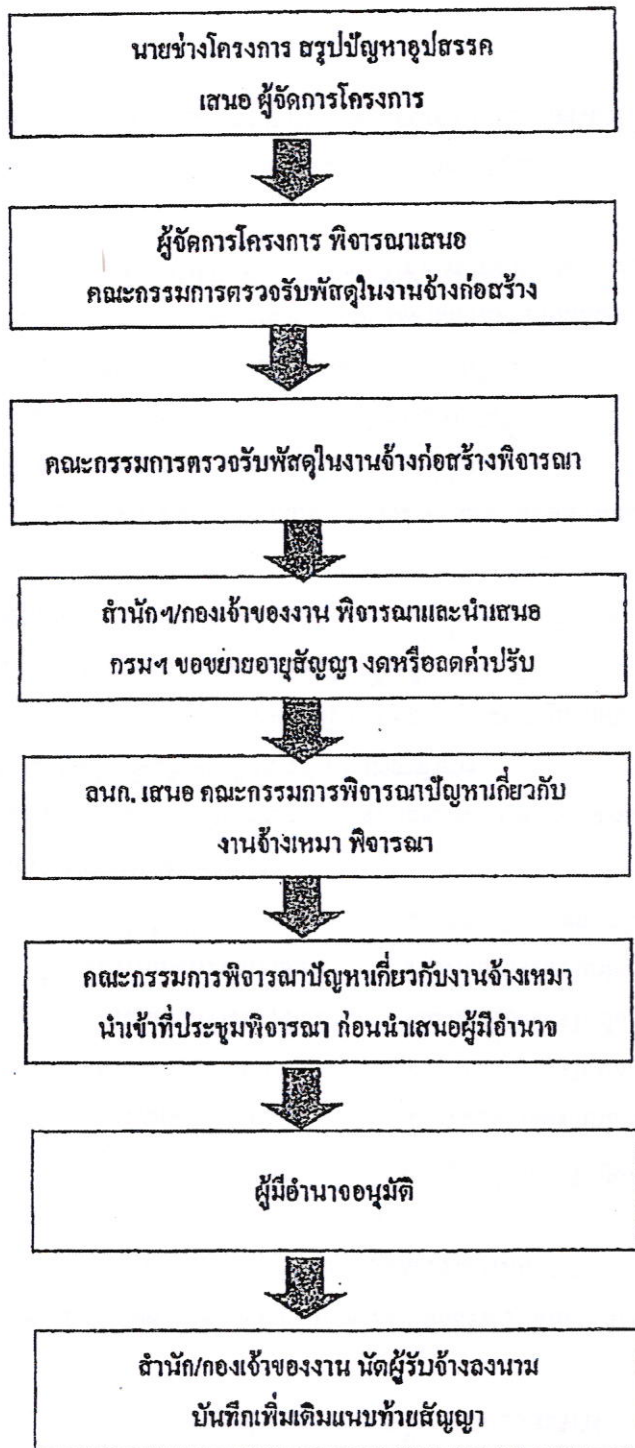 นายช่างโครงการ สรุปปัญหาอุปสรรค
เสนอ ผู้จัดการโครงการ
ผู้จัดการโครงการ พิจารณาเสนอ
คณะกรรมการตรวจรับพัสดุในงานจ้างก่อสร้าง
คณะกรรมการตรวจรับพัสดุในงานจ้างก่อสร้างพิจารณา
สำนักฯ/กองเจ้าของงาน พิจารณาและนำเสนอ
กรมฯ ขอขยายอายุสัญญา งดหรือลดค่าปรับ
ลนก. เสนอ คณะกรรมการพิจารณาปัญหาเกี่ยวกับ
งานจ้างเหมา พิจารณา
คณะกรรมการพิจารณาปัญหาเกี่ยวกับงานจ้างเหมา
นำเข้าที่ประชุมพิจารณา ก่อนนำเสนอผู้มีอำนาจ
ผู้มีอำนาจอนุมัติ
สำนัก/กองเจ้าของงาน นัดผู้รับจ้างลงนาม
บันทึกเพิ่มเติมแนบท้ายสัญญา